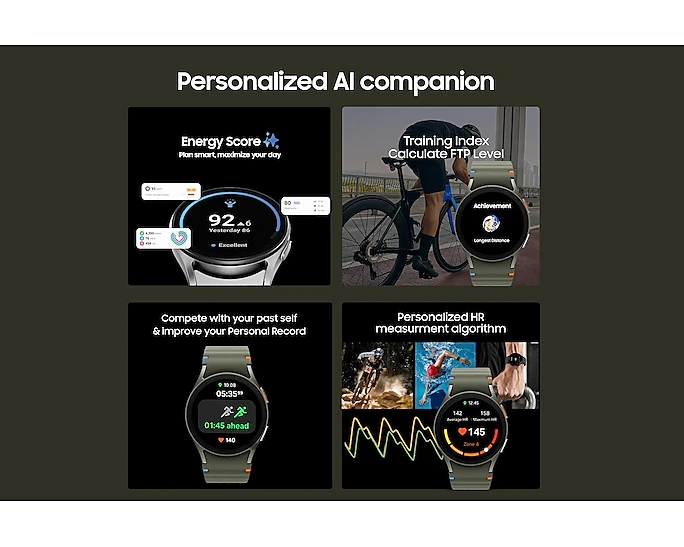 Personalized AI companion
Energy Score
Plan smart, maximize your day
80
92 ▲6
Yesterday 86
Excellent
Training Index
Calculate FTP Level
Achievement
Longest Distance
Compete with your past self
& improve your Personal Record
10:08
05:35
01:45 ahead
140
Personalized HR
measurment algorithm
12:45
142 158
Average HR Maximum HR
145
Zone 4